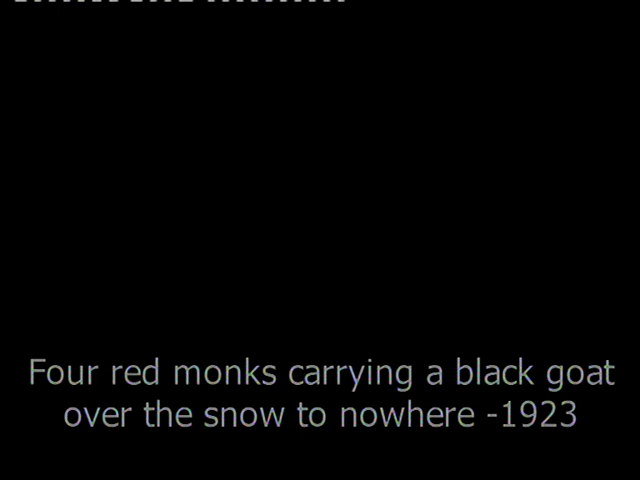 Four red monks carrying a black goat
over the snow to nowhere -1923